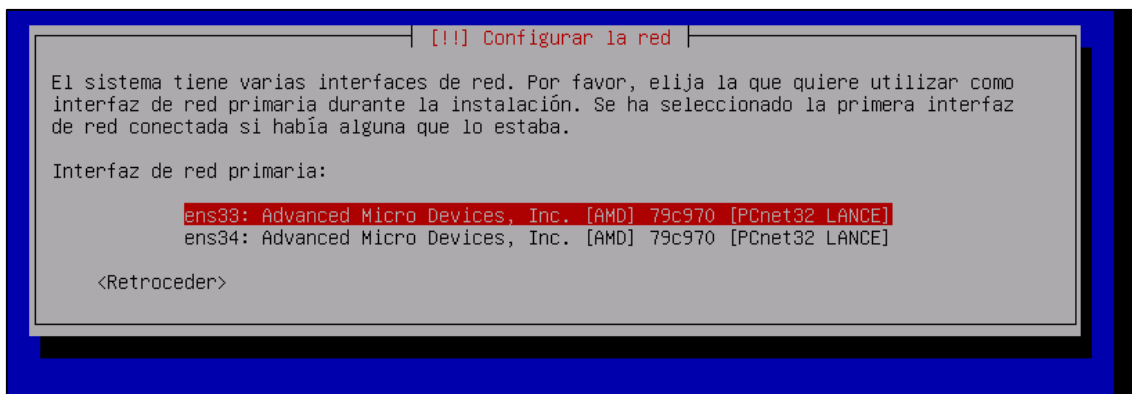 [!!] Configurar la red
El sistema tiene varias interfaces de red. Por favor, elija la que quiere utilizar como
interfaz de red primaria durante la instalación. Se ha seleccionado la primera interfaz
de red conectada si había alguna que lo estaba.
Interfaz de red primaria:
ens33: Advanced Micro Devices, Inc. [AMD] 79c970 [PCnet32 LANCE]
ens34: Advanced Micro Devices, Inc. [AMD] 79c970 [PCnet32 LANCE]
<Retroceder>